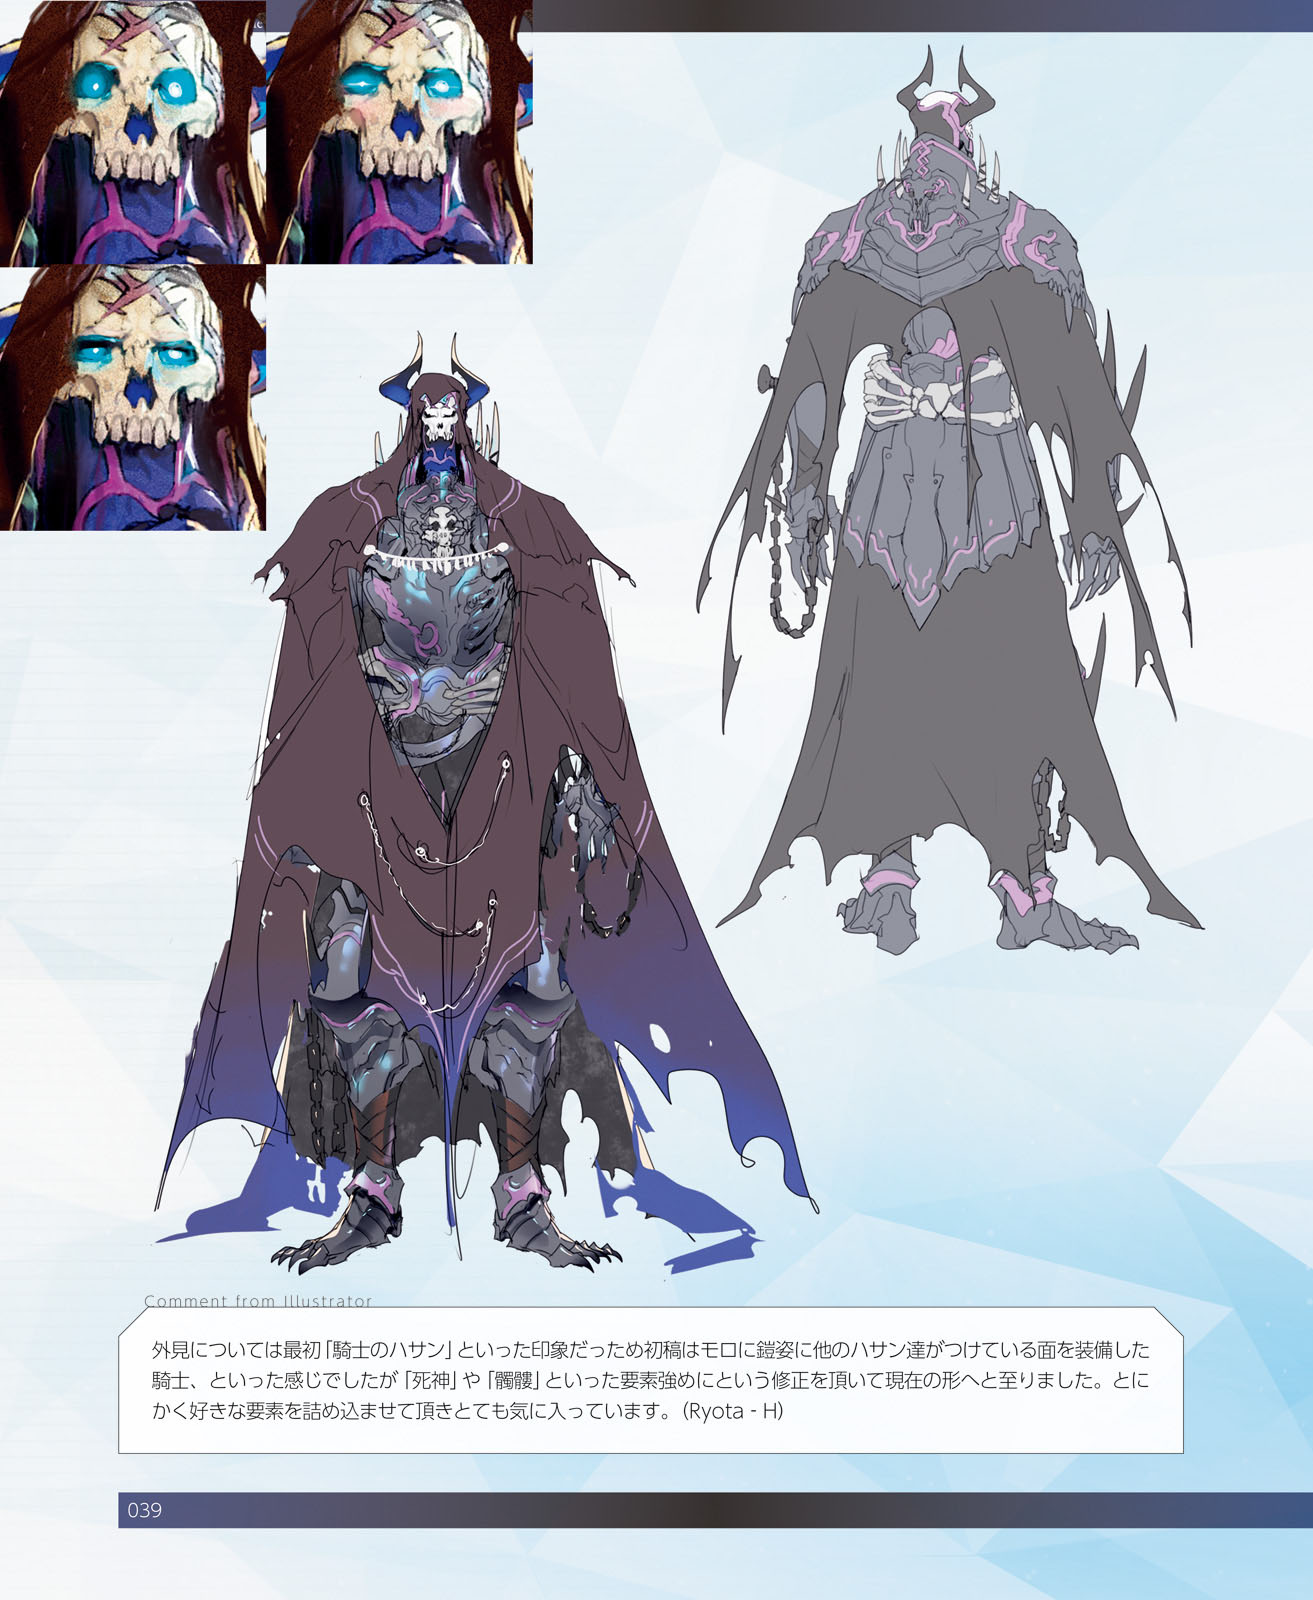 Comment from Illustrator
外見については最初「騎士のハサン」といった印象だっため初稿はモロに鎧姿に他のハサン達がつけている面を装備した
騎士、といった感じでしたが「死神」や「髑髏」といった要素強めにという修正を頂いて現在の形へと至りました。とに
かく好きな要素を詰め込ませて頂きとても気に入っています。（Ryota - H）
039